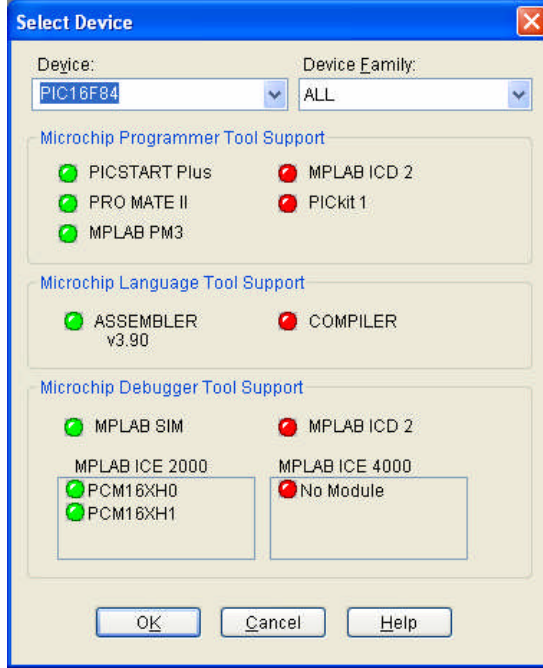 Select Device
Device: Device Family:
PIC16F84 ALL
Microchip Programmer Tool Support
PICSTART Plus MPLAB ICD 2
PRO MATE II PICkit 1
MPLAB PM3
Microchip Language Tool Support
ASSEMBLER COMPILER
v3.90
Microchip Debugger Tool Support
MPLAB SIM MPLAB ICD 2
MPLAB ICE 2000 MPLAB ICE 4000
PCM16XH0 No Module
PCM16XH1
OK Cancel Help